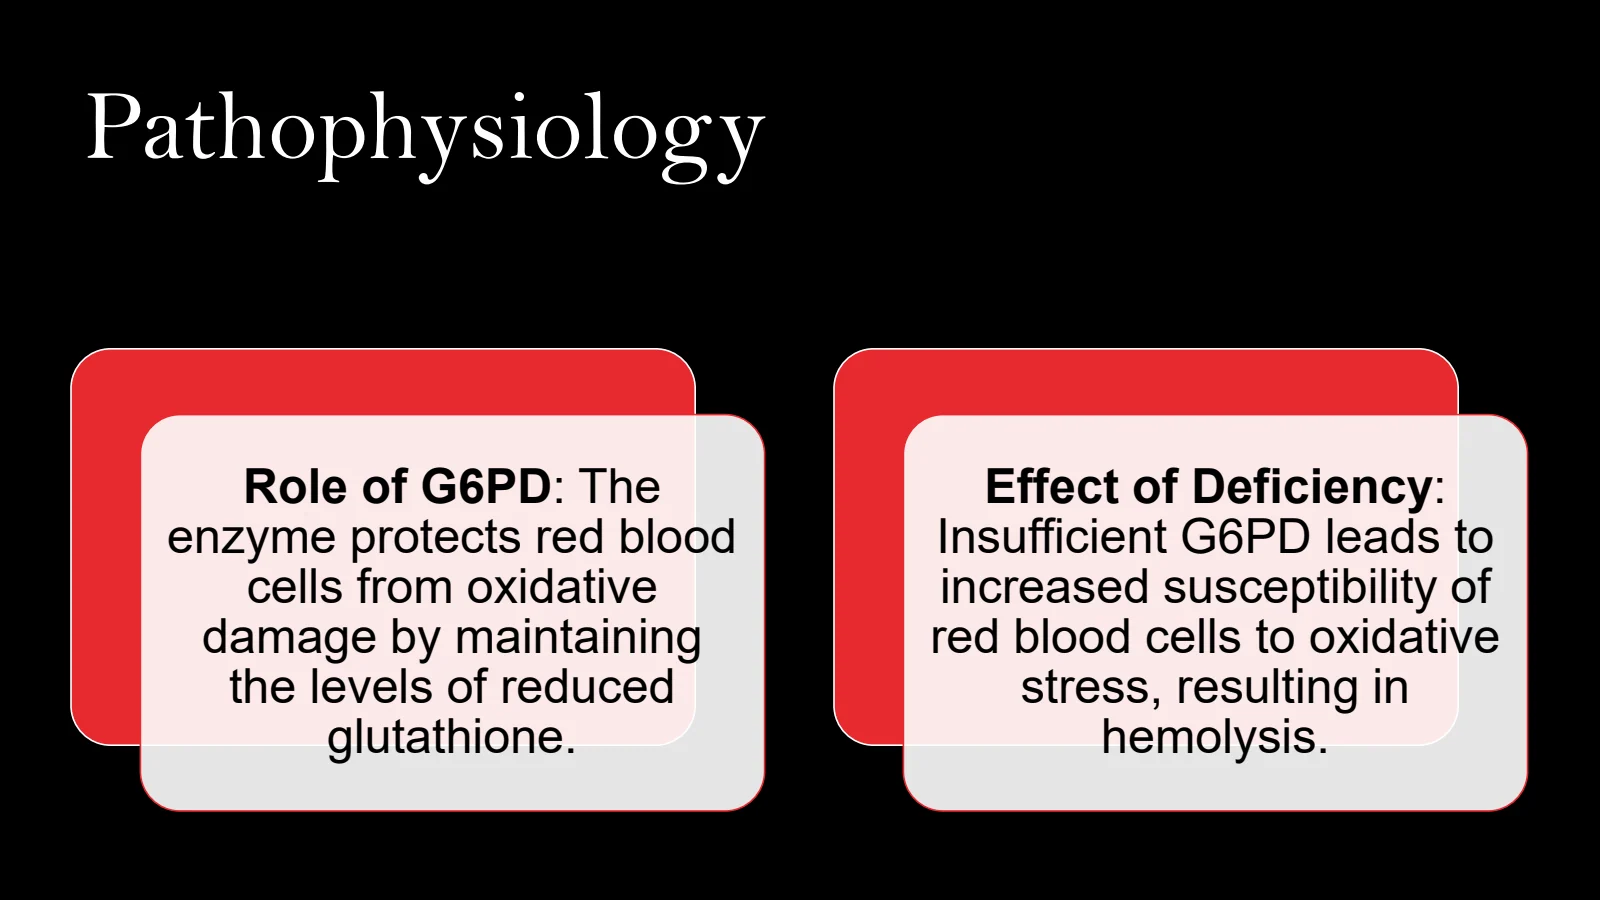 Pathophysiology
Role of G6PD: The
enzyme protects red blood
cells from oxidative
damage by maintaining
the levels of reduced
glutathione.
Effect of Deficiency:
Insufficient G6PD leads to
increased susceptibility of
red blood cells to oxidative
stress, resulting in
hemolysis.